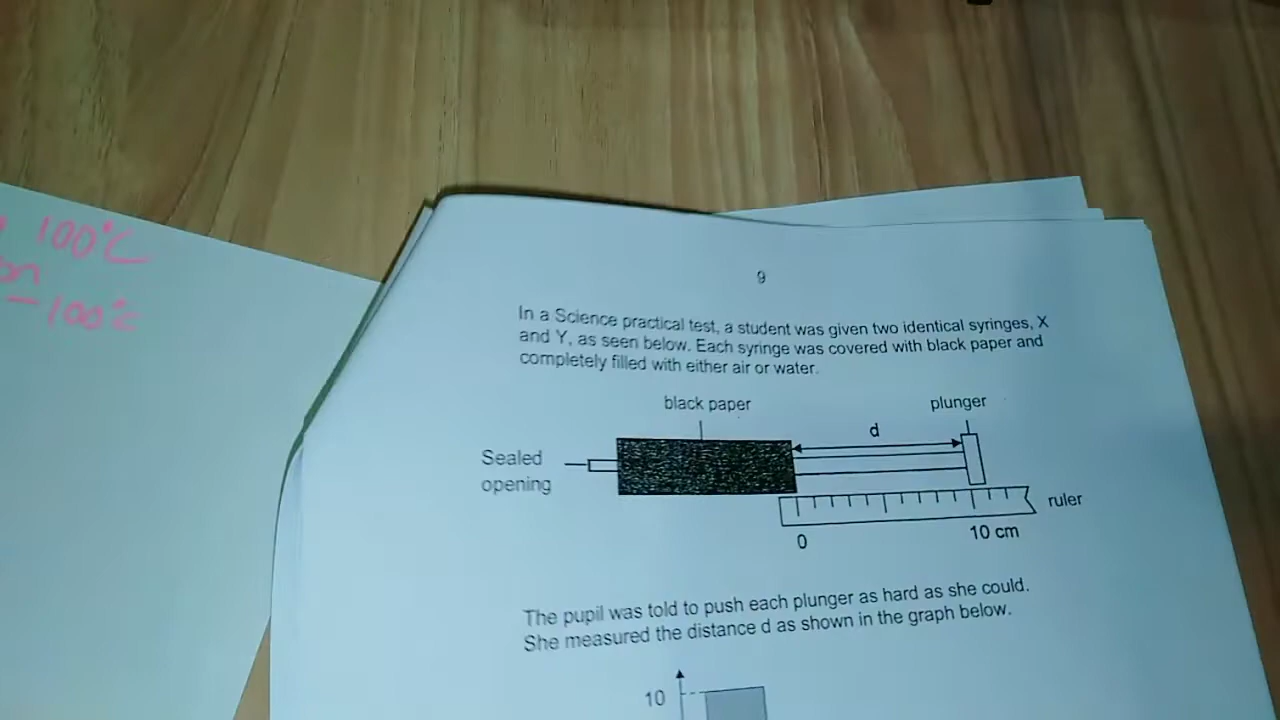 100°C
-100°C
9
In a Science practical test, a student was given two identical syringes, X
and Y, as seen below. Each syringe was covered with black paper and
completely filled with either air or water.
black paper
plunger
d
Sealed
opening
ruler
0
10 cm
The pupil was told to push each plunger as hard as she could.
She measured the distance d as shown in the graph below.
10